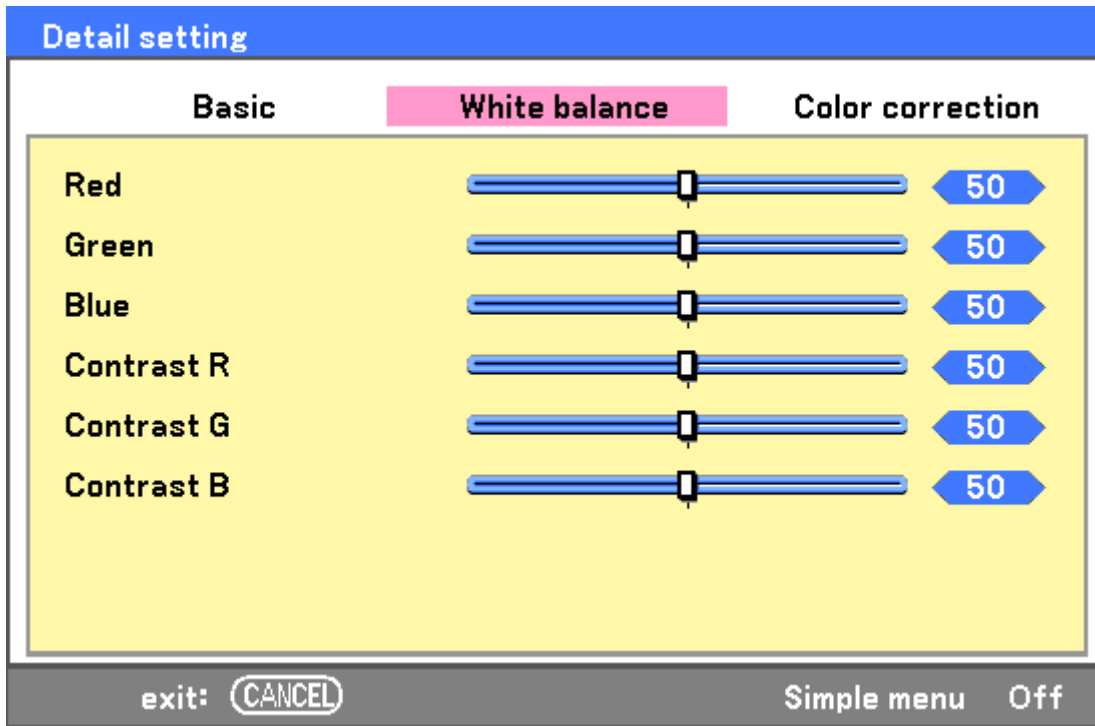 Detail setting
Basic White balance Color correction
Red 50
Green 50
Blue 50
Contrast R 50
Contrast G 50
Contrast B 50
exit: CANCEL Simple menu Off